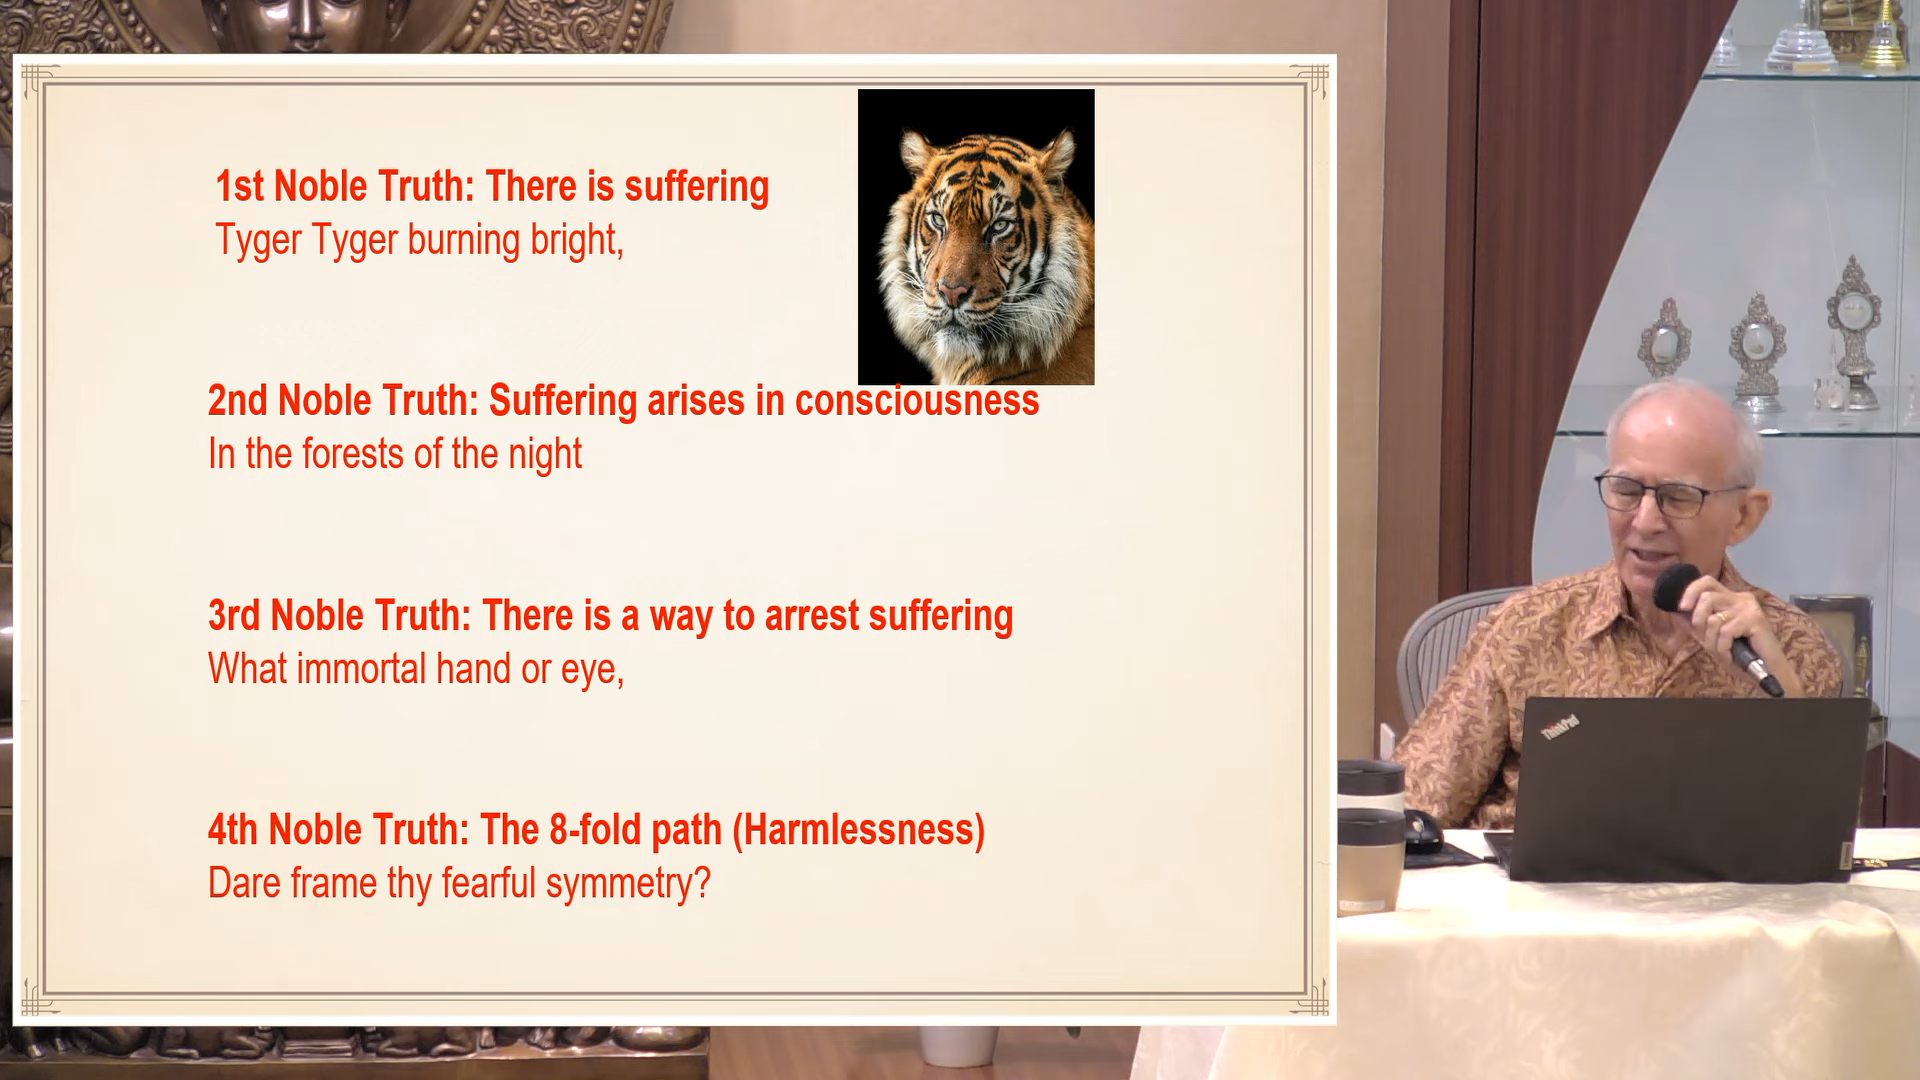 1st Noble Truth: There is suffering
Tyger Tyger burning bright,
2nd Noble Truth: Suffering arises in consciousness
In the forests of the night
3rd Noble Truth: There is a way to arrest suffering
What immortal hand or eye,
4th Noble Truth: The 8-fold path (Harmlessness)
Dare frame thy fearful symmetry?
ThinkPad